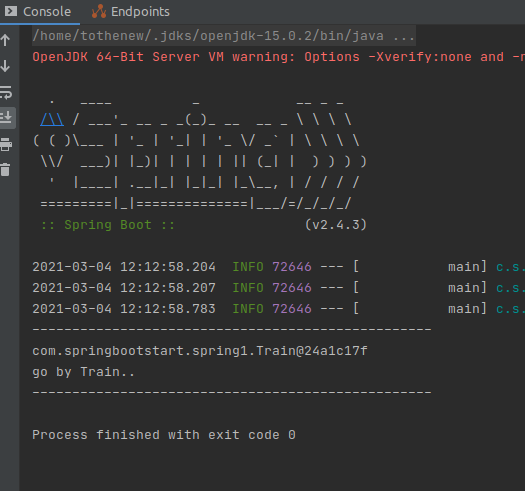 Console Endpoints
/home/tothenew/.jdks/openjdk-15.0.2/bin/java ...
OpenJDK 64-Bit Server VM warning: Options -Xverify:none and
  .   ____          _            __ _ _
 /\\ / ___'_ __ _ _(_)_ __  __ _ \ \ \ \
( ( )\___ | '_ | '_| | '_ \/ _` | \ \ \ \
 \\/  ___)| |_)| | | | | || (_| |  ) ) ) )
  '  |____| .__|_| |_|_| |_\__, | / / / /
 =========|_|==============|___/=/_/_/_/
 :: Spring Boot ::                (v2.4.3)
2021-03-04 12:12:58.204  INFO 72646 --- [           main] c.s.
2021-03-04 12:12:58.207  INFO 72646 --- [           main] c.s.
2021-03-04 12:12:58.783  INFO 72646 --- [           main] c.s.
--------------------------------------------------
com.springbootstart.spring1.Train@24a1c17f
go by Train..
--------------------------------------------------
Process finished with exit code 0